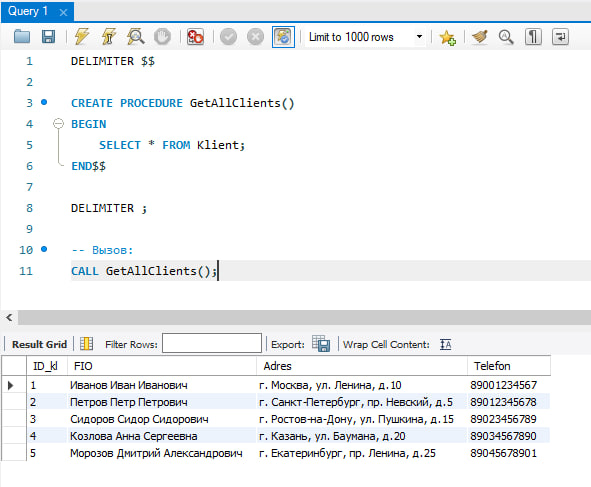 Query 1
Limit to 1000 rows
1 DELIMITER $$
2
3 CREATE PROCEDURE GetAllClients()
4 BEGIN
5 SELECT * FROM Klient;
6 END$$
7
8 DELIMITER ;
9
10 -- Вызов:
11 CALL GetAllClients();
Result Grid Filter Rows: Export: Wrap Cell Content:
ID_kl FIO Adres Telefon
1 Иванов Иван Иванович г. Москва, ул. Ленина, д.10 89001234567
2 Петров Петр Петрович г. Санкт-Петербург, пр. Невский, д.5 89012345678
3 Сидоров Сидор Сидорович г. Ростов-на-Дону, ул. Пушкина, д.15 89023456789
4 Козлова Анна Сергеевна г. Казань, ул. Баумана, д.20 89034567890
5 Морозов Дмитрий Александрович г. Екатеринбург, пр. Ленина, д.25 89045678901